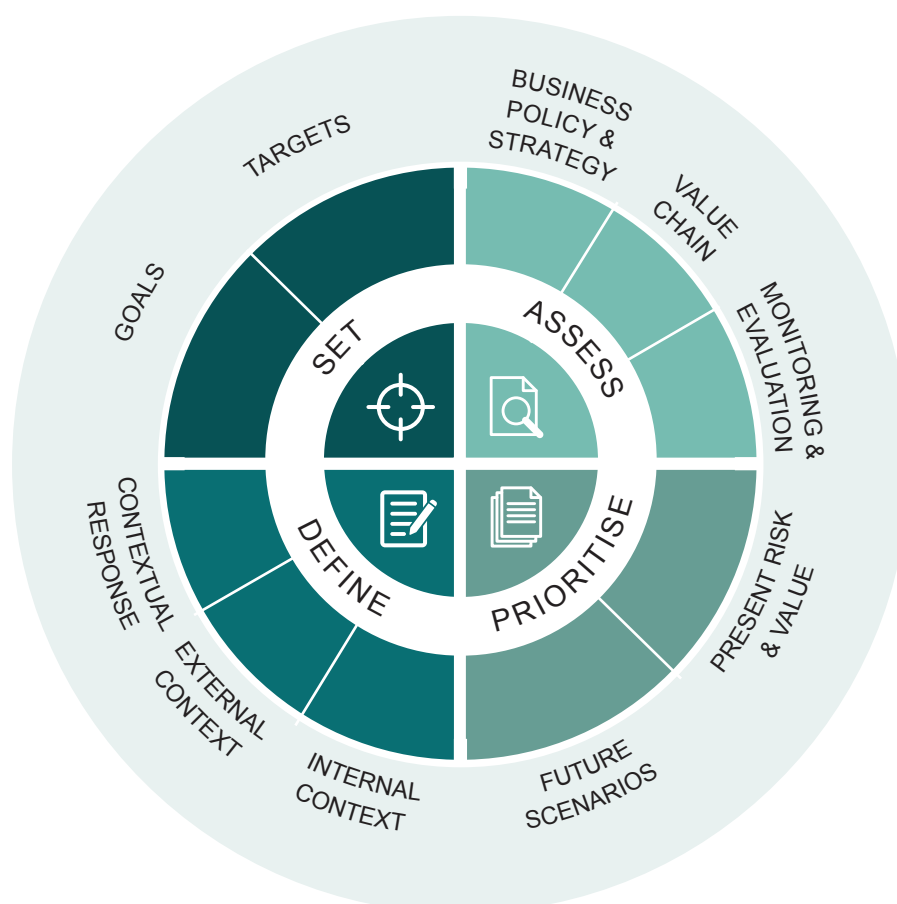 BUSINESS
POLICY &
STRATEGY
VALUE
CHAIN
MONITORING &
EVALUATION
PRESENT RISK
& VALUE
FUTURE
SCENARIOS
INTERNAL
CONTEXT
EXTERNAL
CONTEXT
CONTEXTUAL
RESPONSE
GOALS
TARGETS
ASSESS
PRIORITISE
DEFINE
SET